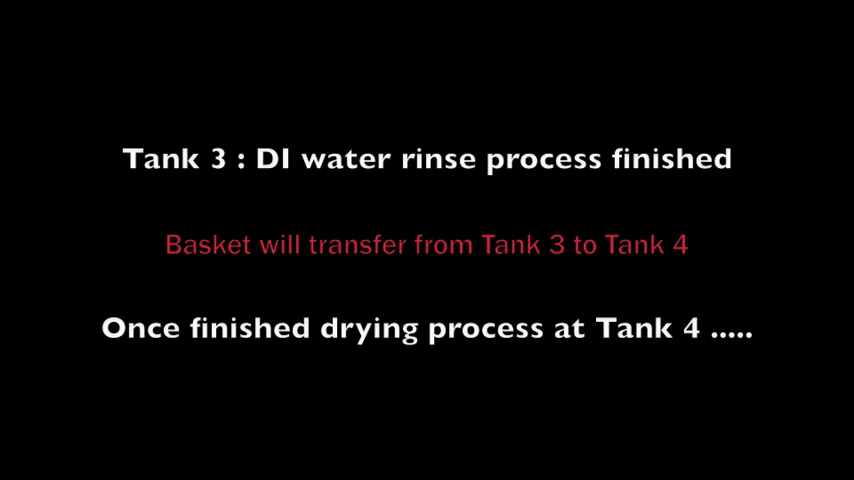 Tank 3 : DI water rinse process finished
Basket will transfer from Tank 3 to Tank 4
Once finished drying process at Tank 4 .....